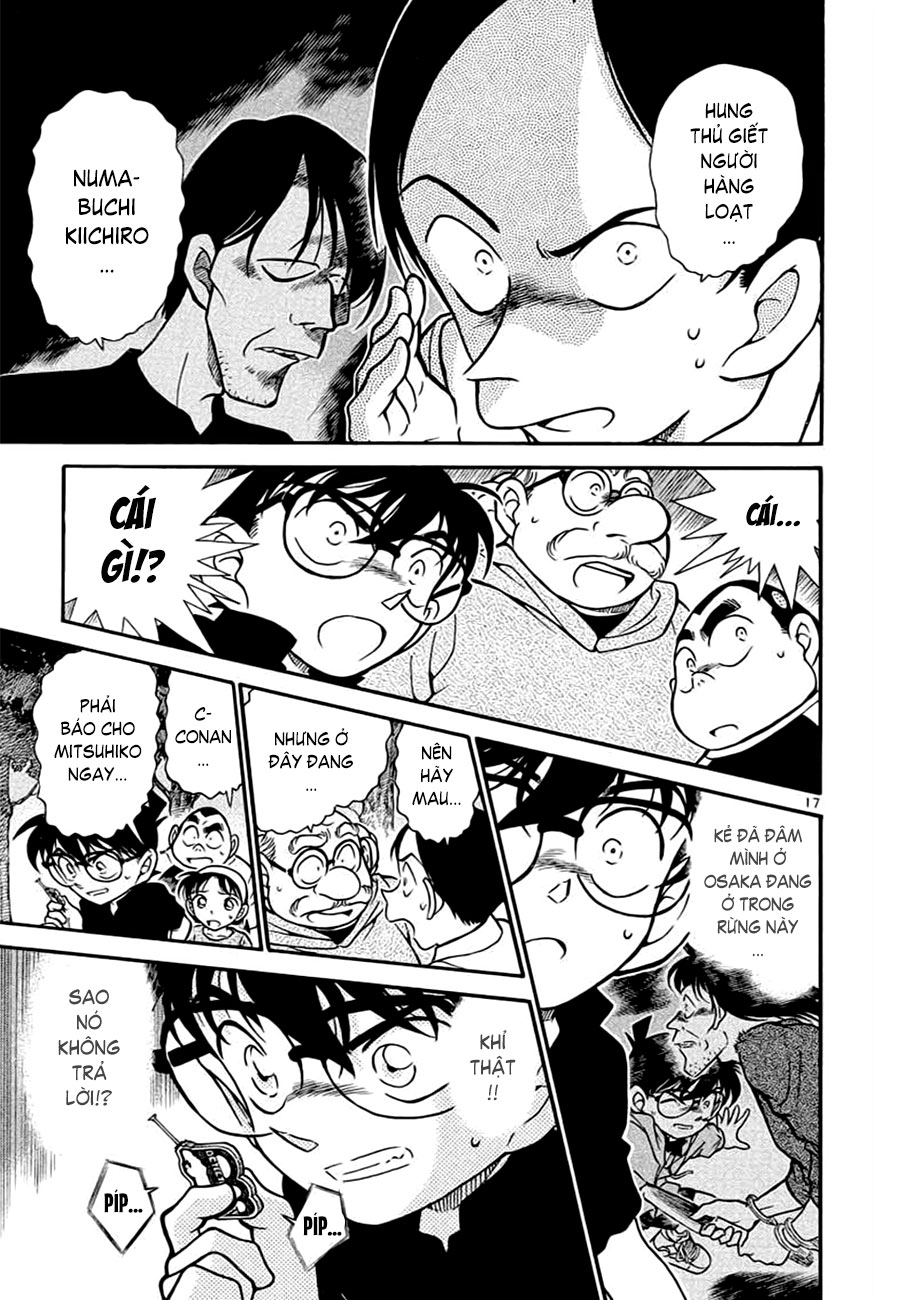 HUNG
THỦ GIẾT
NGƯỜI
HÀNG
LOẠT
...
NUMA-
BUCHI
KIICHIRO
...
CÁI...
CÁI
GÌ!?
NÊN
HÃY
MAU...
NHƯNG Ở
ĐÂY ĐANG
...
C-
CONAN
...
PHẢI
BÁO CHO
MITSUHIKO
NGAY...
17
KẺ ĐÃ ĐÂM
MÌNH Ở
OSAKA ĐANG
Ở TRONG
RỪNG NÀY
...
KHỈ
THẬT
!!
SAO
NÓ
KHÔNG
TRẢ
LỜI!?
PÍP...
PÍP...